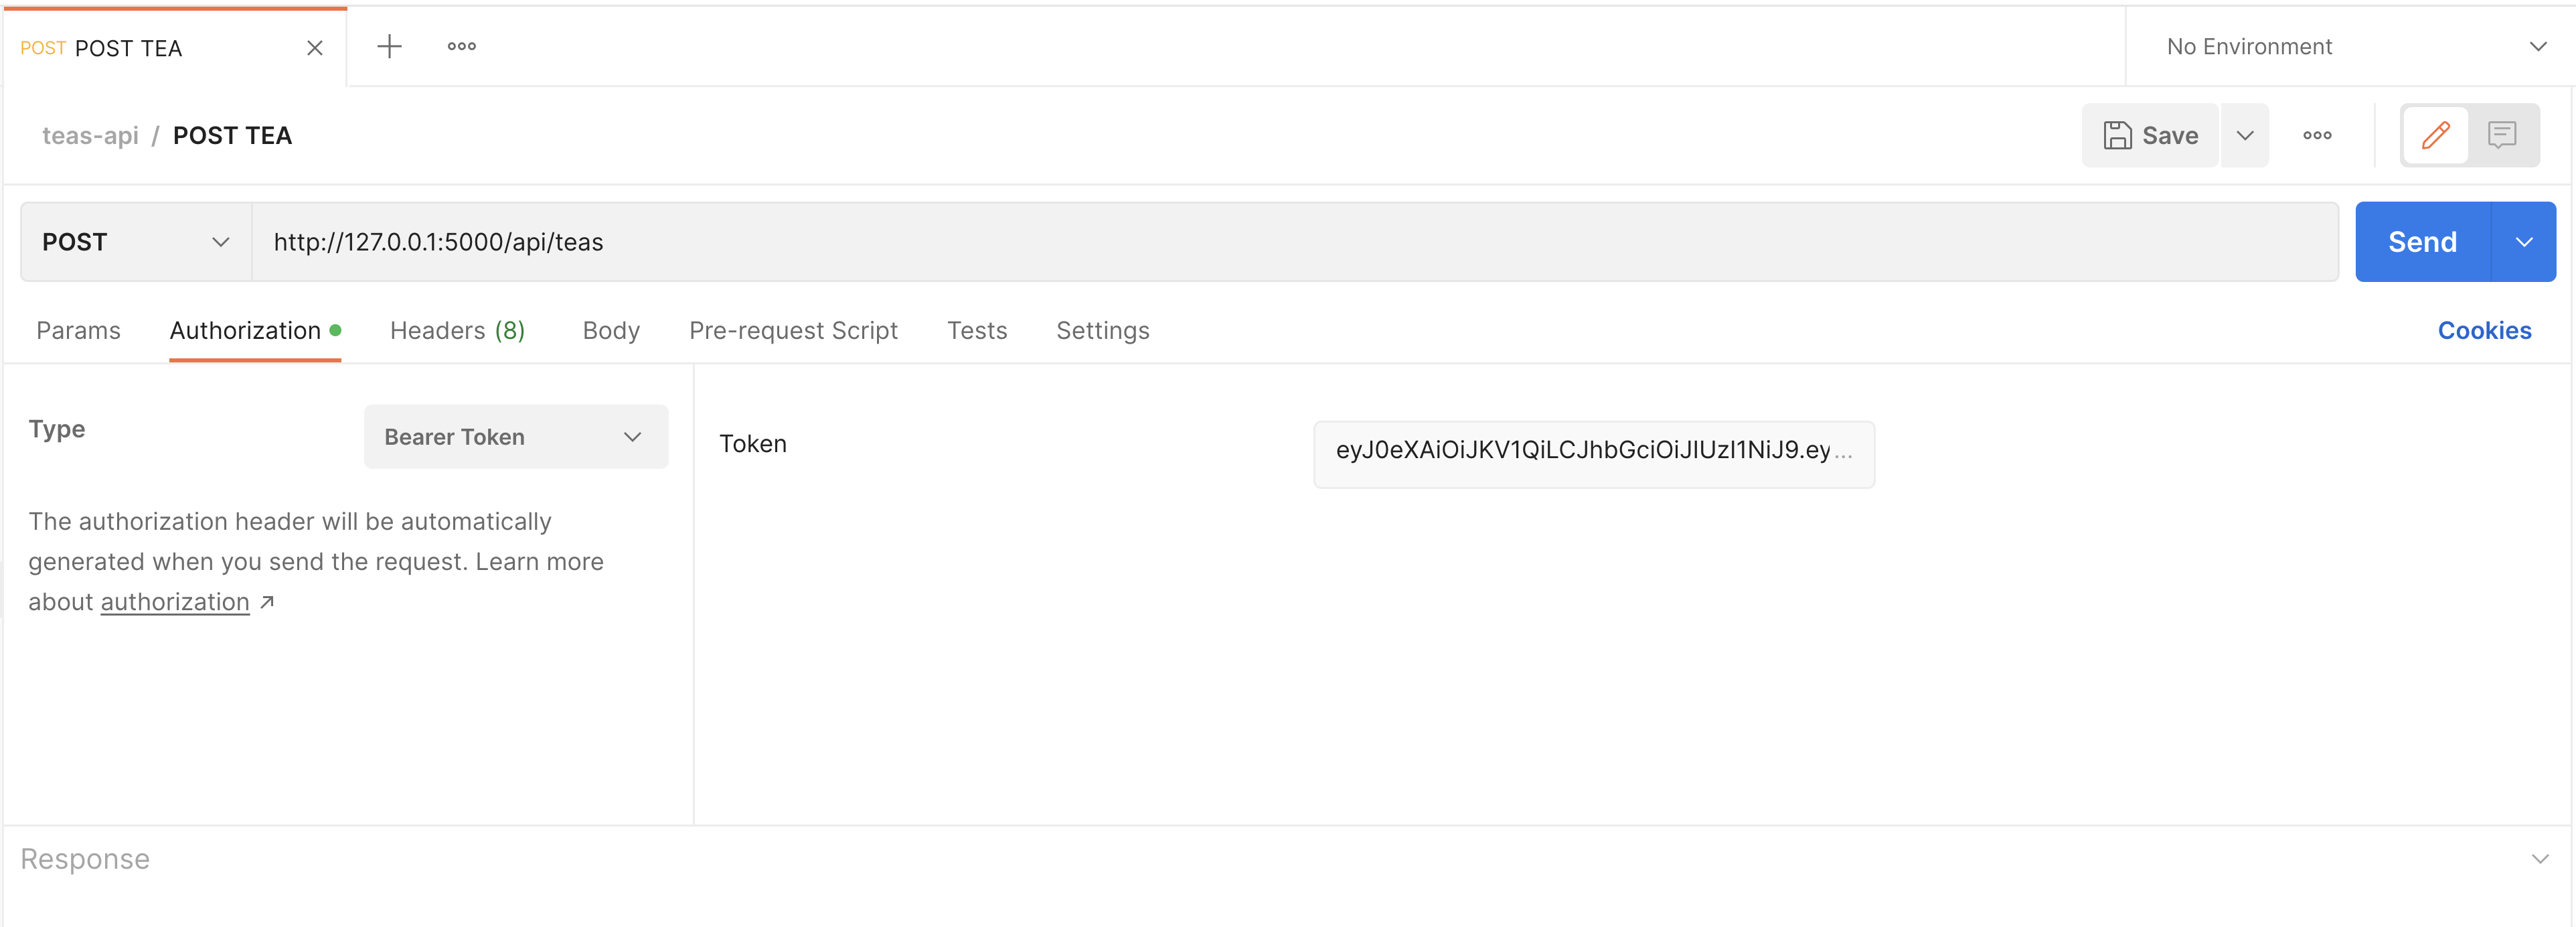 POST POST TEA
No Environment
teas-api / POST TEA
Save
POST http://127.0.0.1:5000/api/teas Send
Params Authorization Headers (8) Body Pre-request Script Tests Settings Cookies
Type Bearer Token
Token eyJ0eXAiOiJKV1QiLCJhbGciOiJIUzI1NiJ9.ey...
The authorization header will be automatically
generated when you send the request. Learn more
about authorization ↗
Response